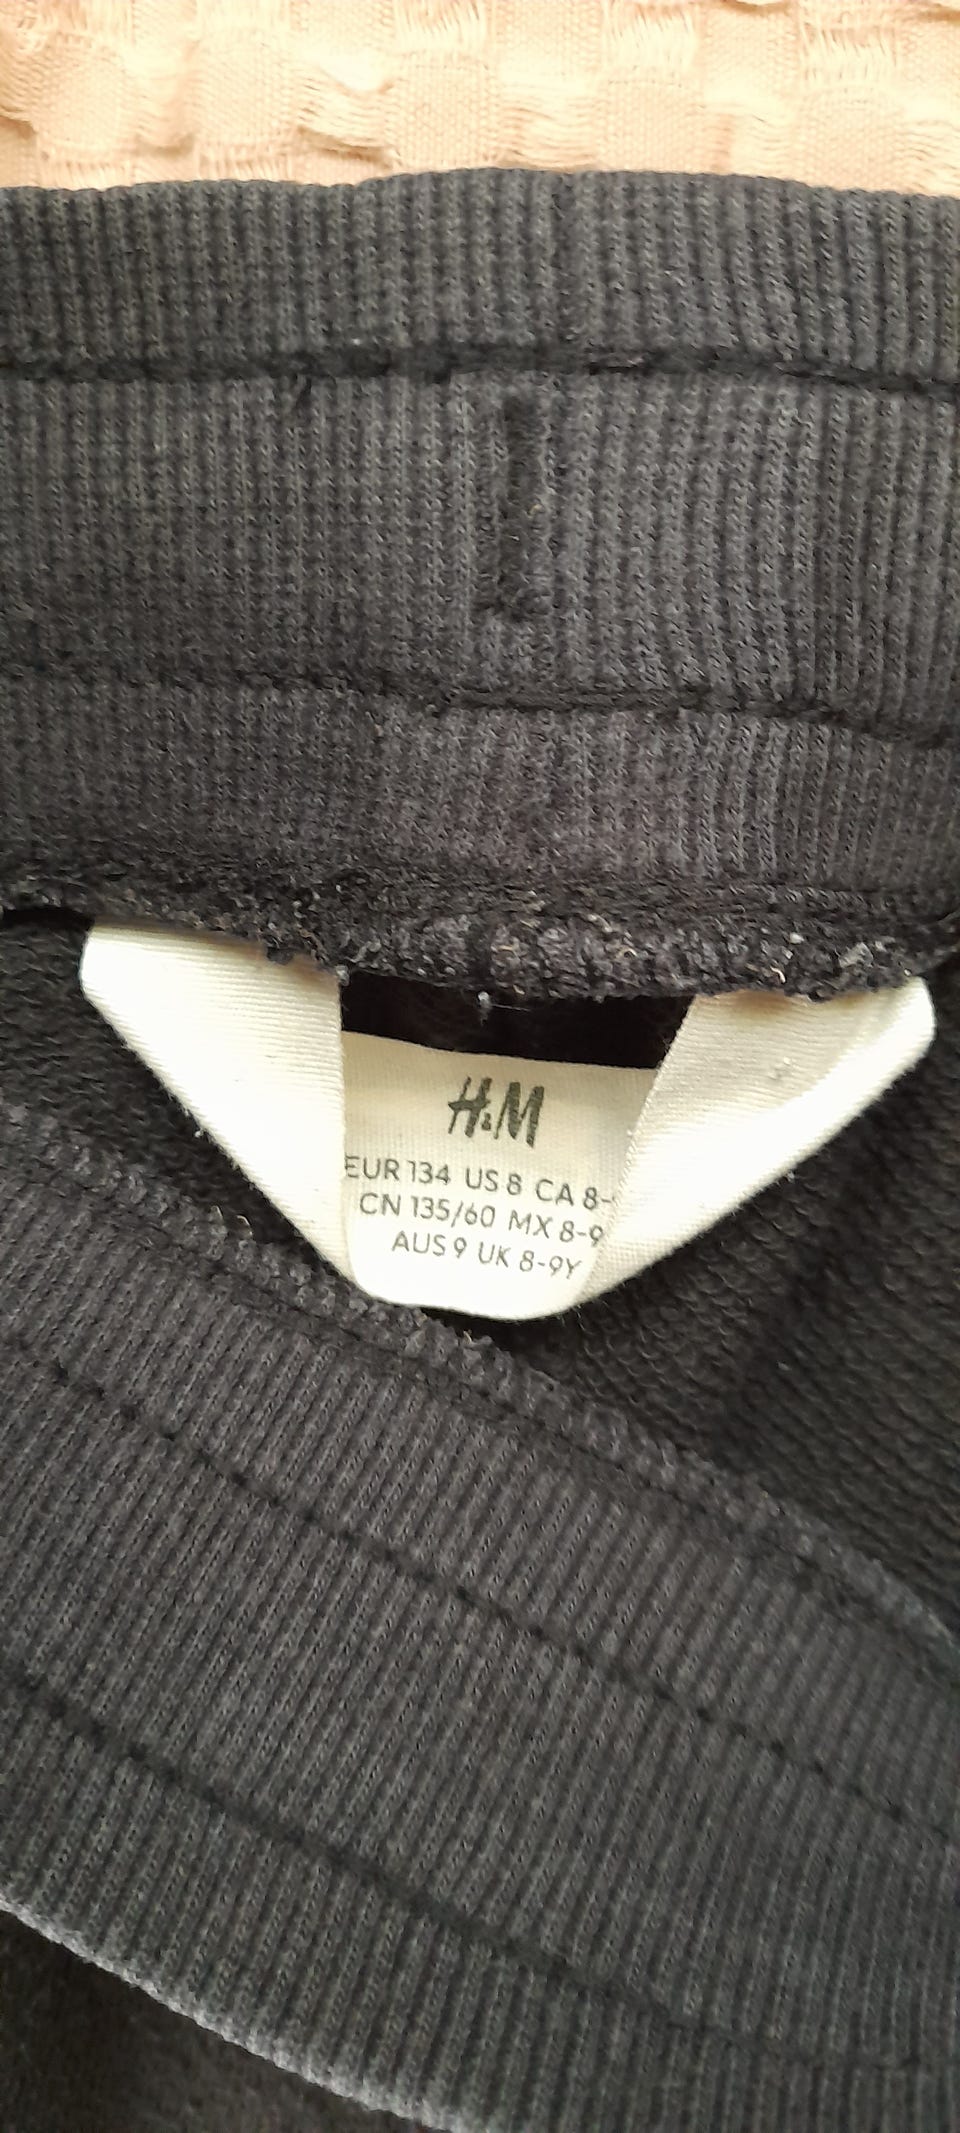 H&M
EUR 134 US 8 CA 8-
CN 135/60 MX 8-9
AUS 9 UK 8-9Y